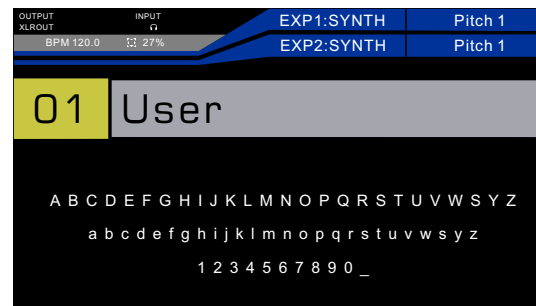 OUTPUT INPUT
XLROUT
EXP1:SYNTH Pitch 1
BPM 120.0 27%
EXP2:SYNTH Pitch 1
01 User
A B C D E F G H I J K L M N O P Q R S T U V W S Y Z
a b c d e f g h i j k l m n o p q r s t u v w s y z
1 2 3 4 5 6 7 8 9 0 _